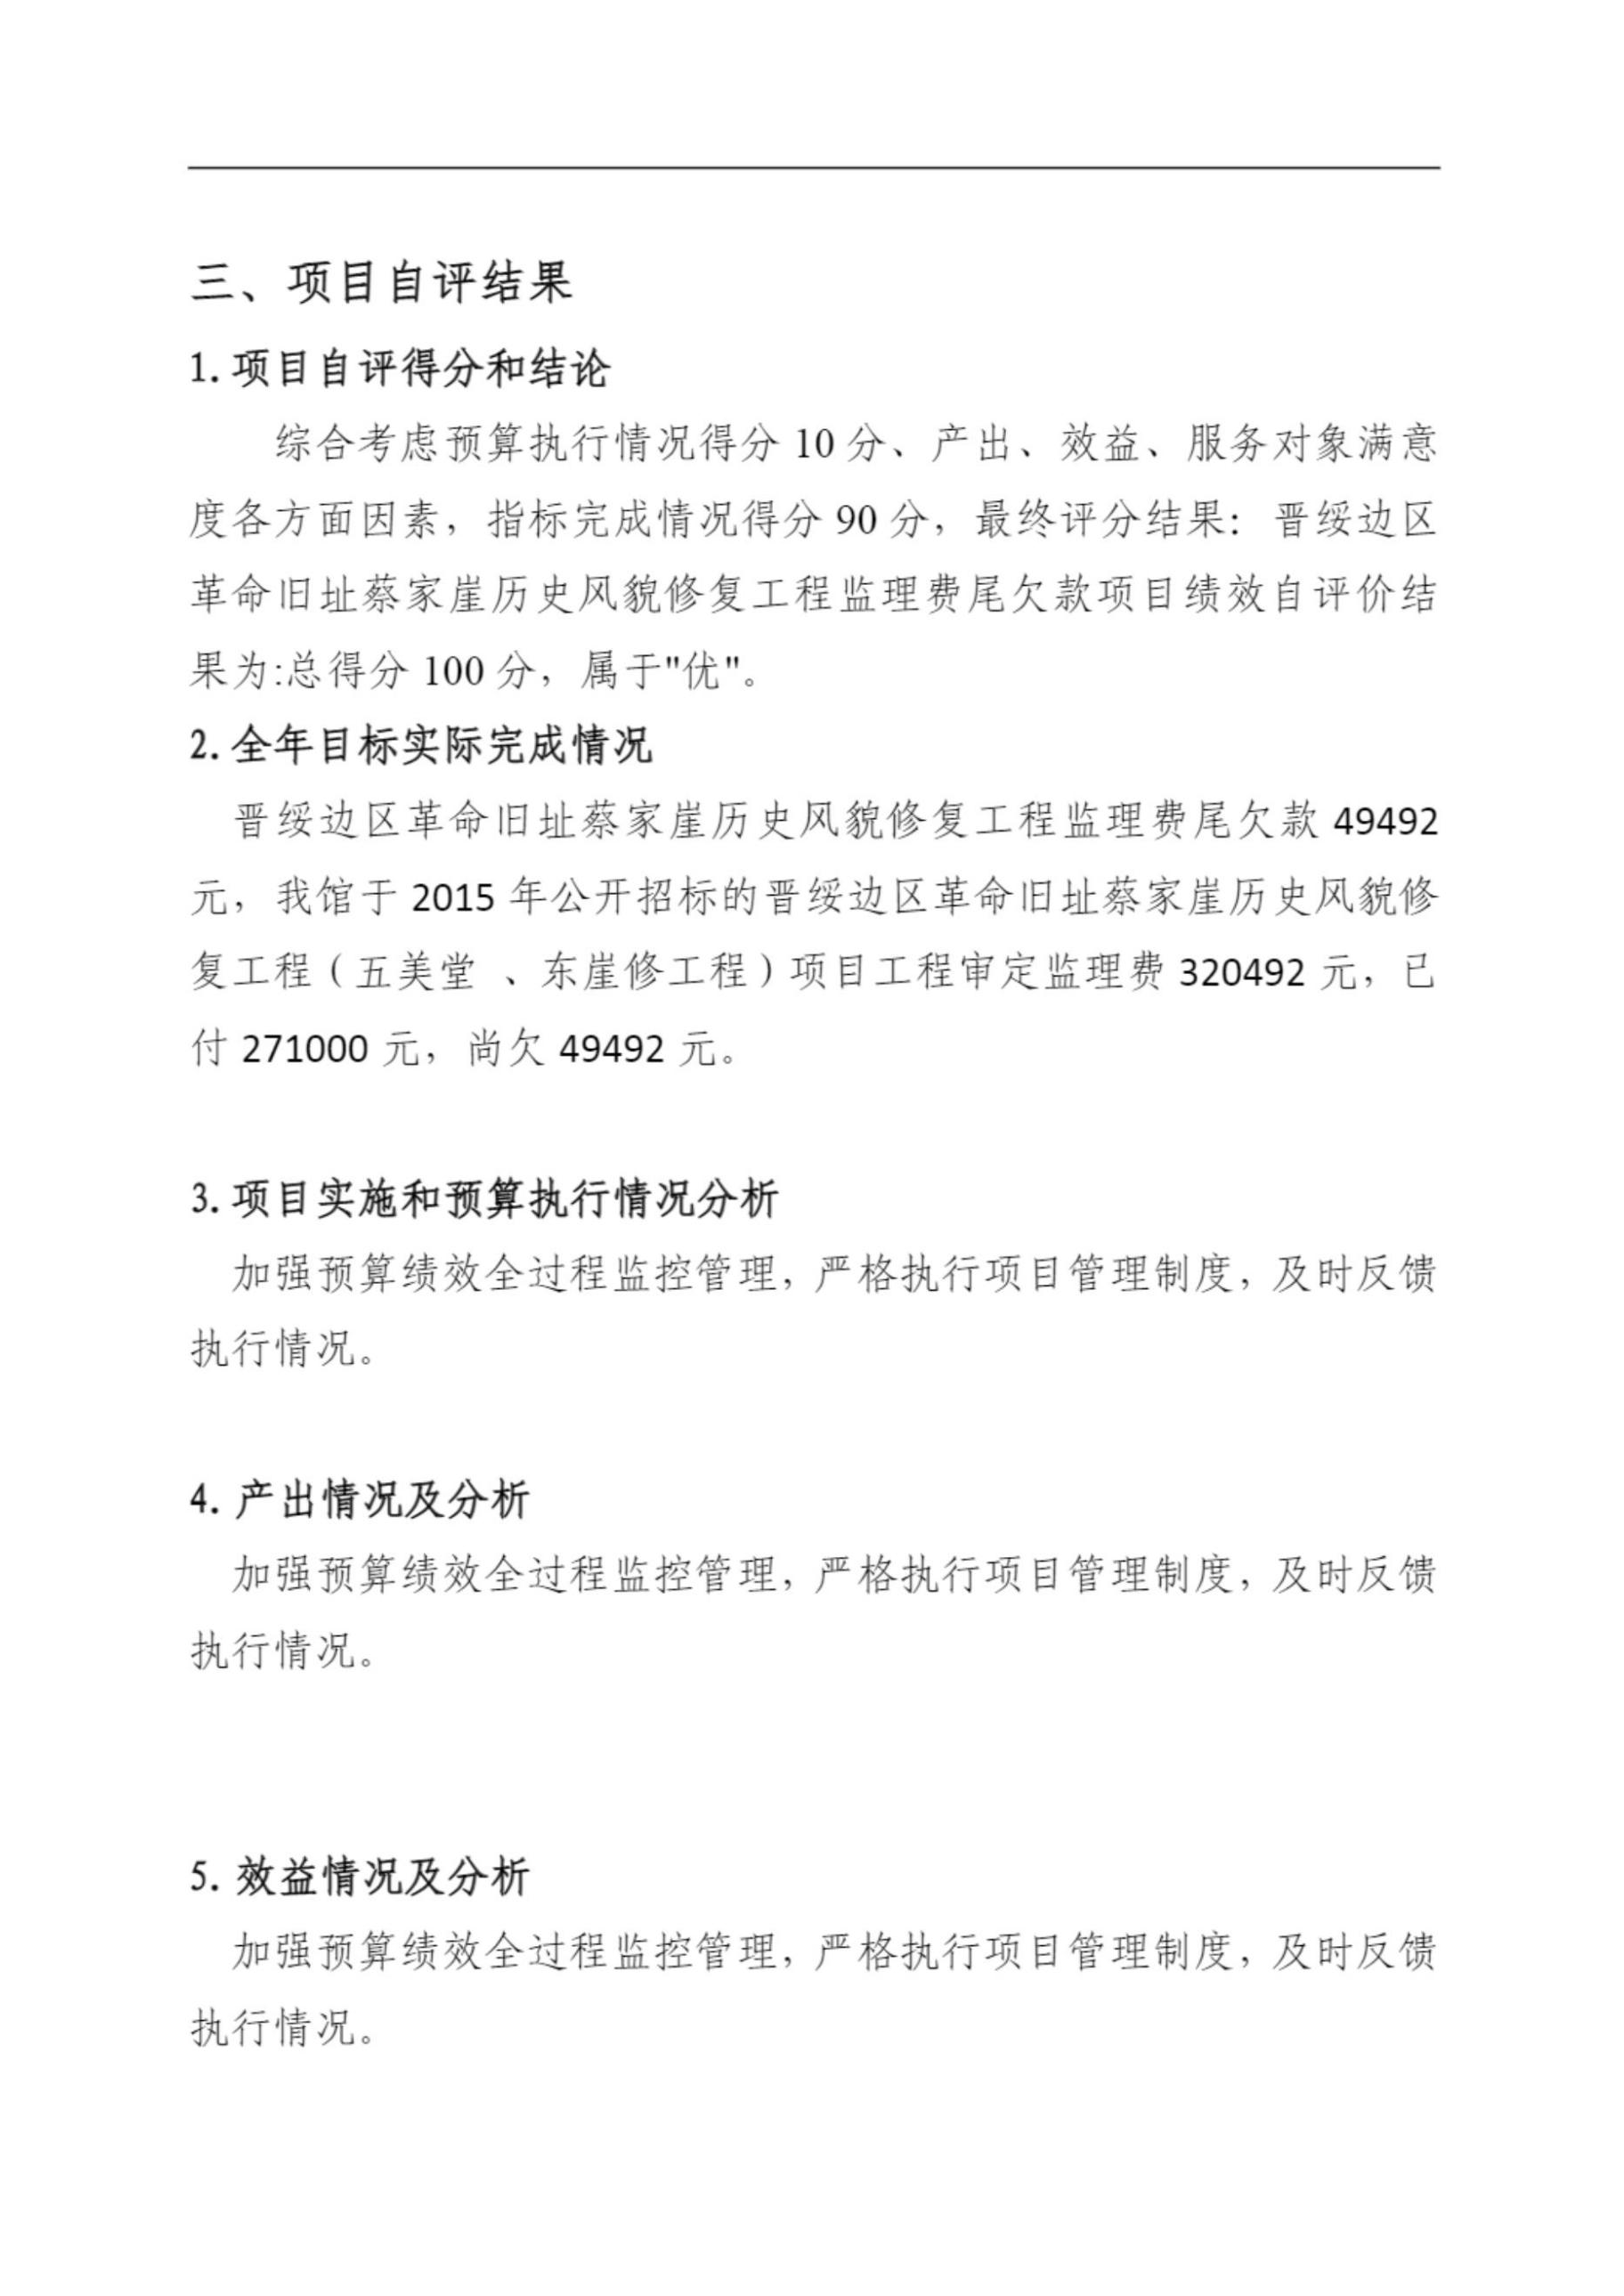 三、项目自评结果
1.项目自评得分和结论
综合考虑预算执行情况得分 10 分、产出、效益、服务对象满意
度各方面因素，指标完成情况得分 90 分，最终评分结果：晋绥边区
革命旧址蔡家崖历史风貌修复工程监理费尾欠款项目绩效自评价结
果为:总得分 100 分，属于"优"。
2.全年目标实际完成情况
晋绥边区革命旧址蔡家崖历史风貌修复工程监理费尾欠款 49492
元，我馆于 2015 年公开招标的晋绥边区革命旧址蔡家崖历史风貌修
复工程（五美堂 、东崖修工程）项目工程审定监理费 320492 元，已
付 271000 元，尚欠 49492 元。
3.项目实施和预算执行情况分析
加强预算绩效全过程监控管理，严格执行项目管理制度，及时反馈
执行情况。
4. 产出情况及分析
加强预算绩效全过程监控管理，严格执行项目管理制度，及时反馈
执行情况。
5. 效益情况及分析
加强预算绩效全过程监控管理，严格执行项目管理制度，及时反馈
执行情况。